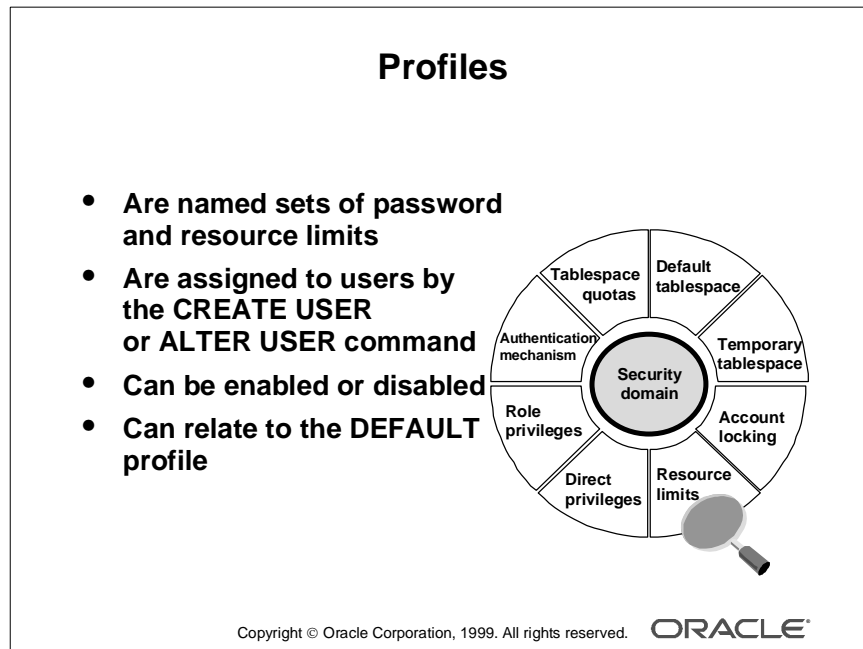 Profiles
• Are named sets of password
and resource limits
• Are assigned to users by
the CREATE USER
or ALTER USER command
• Can be enabled or disabled
• Can relate to the DEFAULT
profile
Tablespace
quotas
Default
tablespace
Authentication
mechanism
Temporary
tablespace
Security
domain
Role
privileges
Account
locking
Direct
privileges
Resource
limits
Copyright © Oracle Corporation, 1999. All rights reserved.
ORACLE®